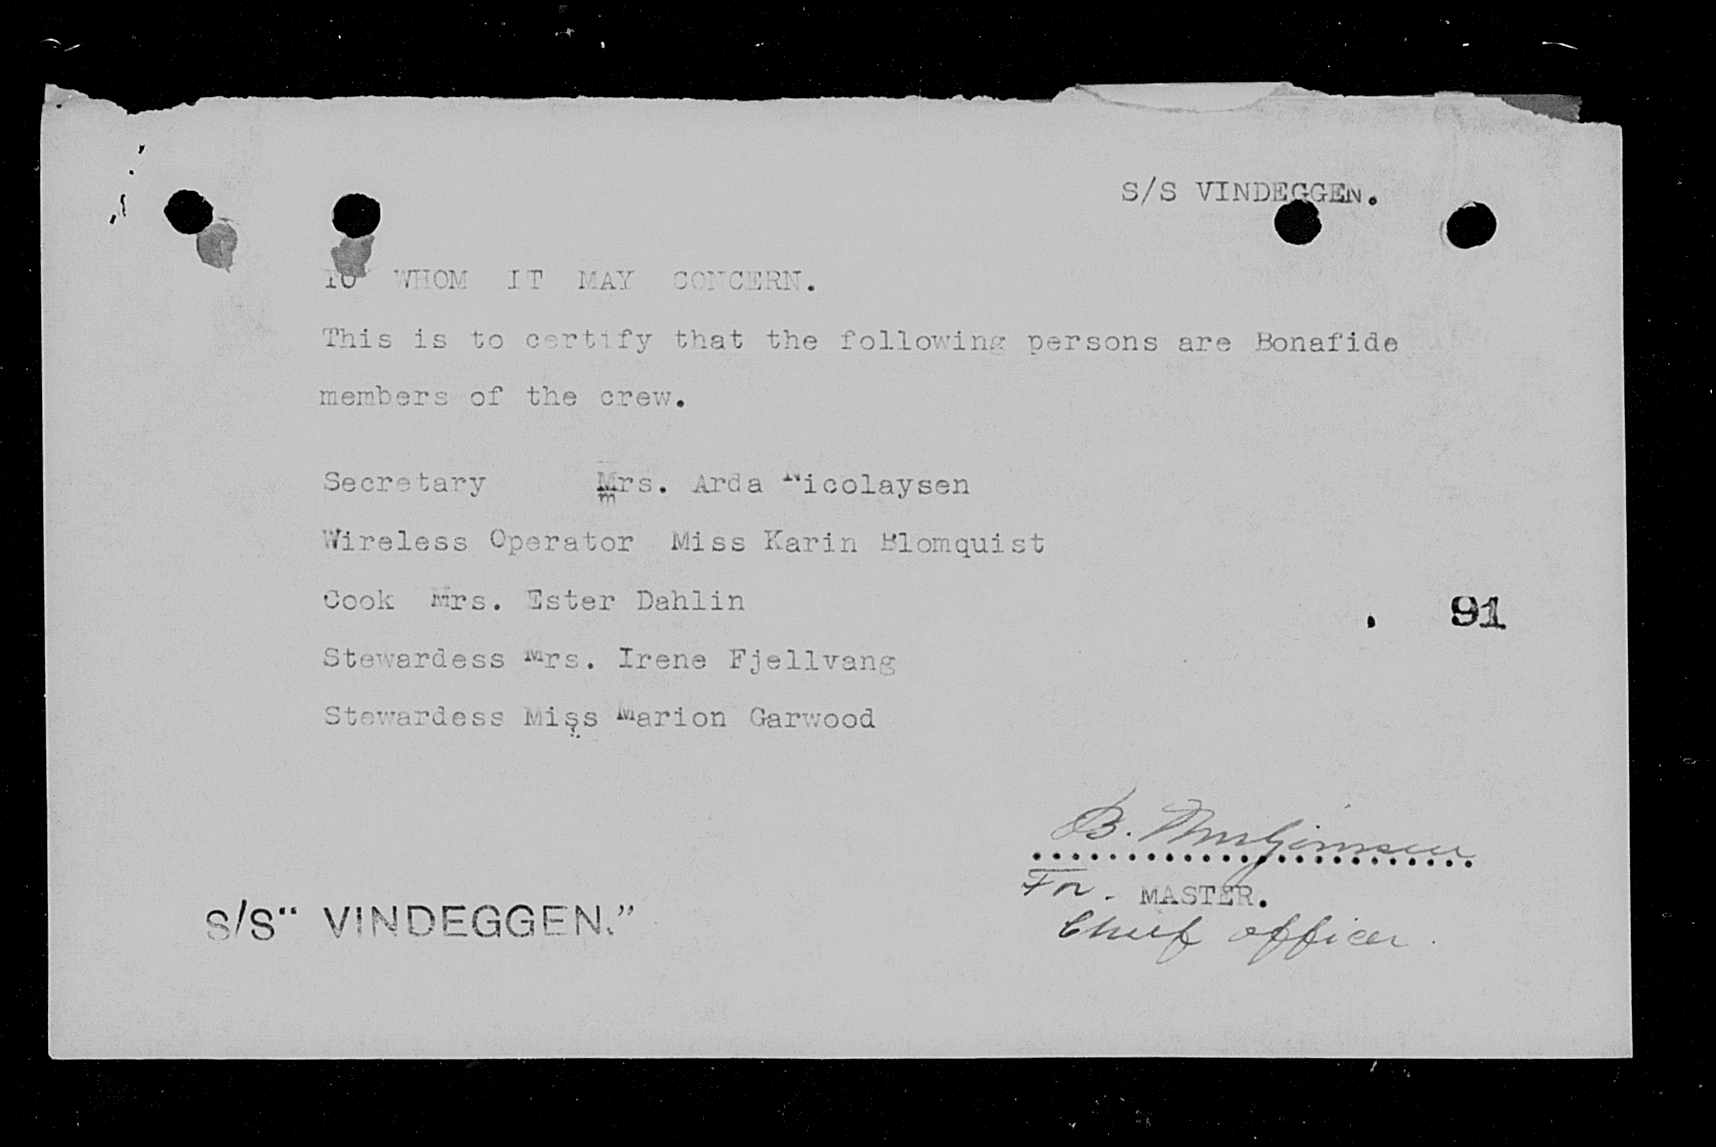 S/S VINDEGGEN.
TO WHOM IT MAY CONCERN.
This is to certify that the following persons are Bonafide
members of the crew.
Secretary Mrs. Arda Nicolaysen
Wireless Operator Miss Karin Blomquist
Cook Mrs. Ester Dahlin
91
Stewardess Mrs. Irene Fjellvang
Stewardess Miss Marion Garwood
B.
For. MASTER.
Chief officer.
S/S" VINDEGGEN."